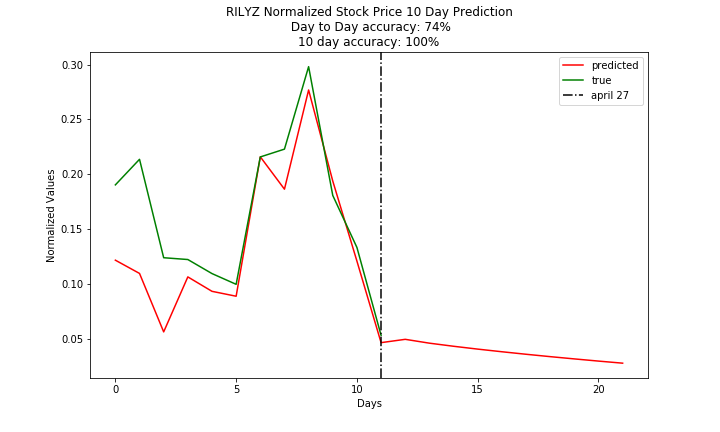 RILYZ Normalized Stock Price 10 Day Prediction
Day to Day accuracy: 74%
10 day accuracy: 100%
predicted
true
april 27
0.30
0.25
0.20
0.15
0.10
0.05
Normalized Values
0 5 10 15 20
Days